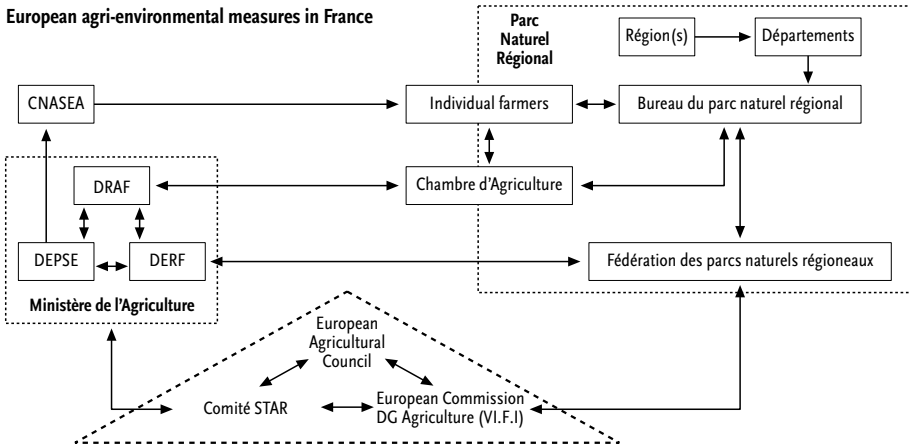 European agri-environmental measures in France
Parc
Naturel
Régional
Région(s)
Départements
CNASEA
Individual farmers
Bureau du parc naturel régional
DRAF
Chambre d'Agriculture
DEPSE
DERF
Fédération des parcs naturels régioneaux
Ministère de l'Agriculture
European
Agricultural
Council
Comité STAR
European Commission
DG Agriculture (VI.F.I)